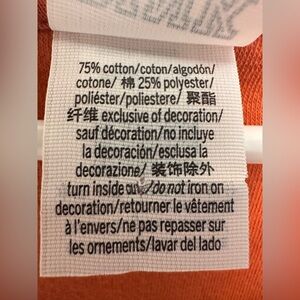 75% cotton/coton/algodón/
cotone/ 棉 25% polyester/
poliéster/poliestere/ 聚酯
纤维 exclusive of decoration/
sauf décoration/no incluye
la decoración/esclusa la
decorazione/ 装饰除外
turn inside out/do not iron on
decoration/retourner le vêtement
à l'envers/ne pas repasser sur
les ornements/lavar del lado